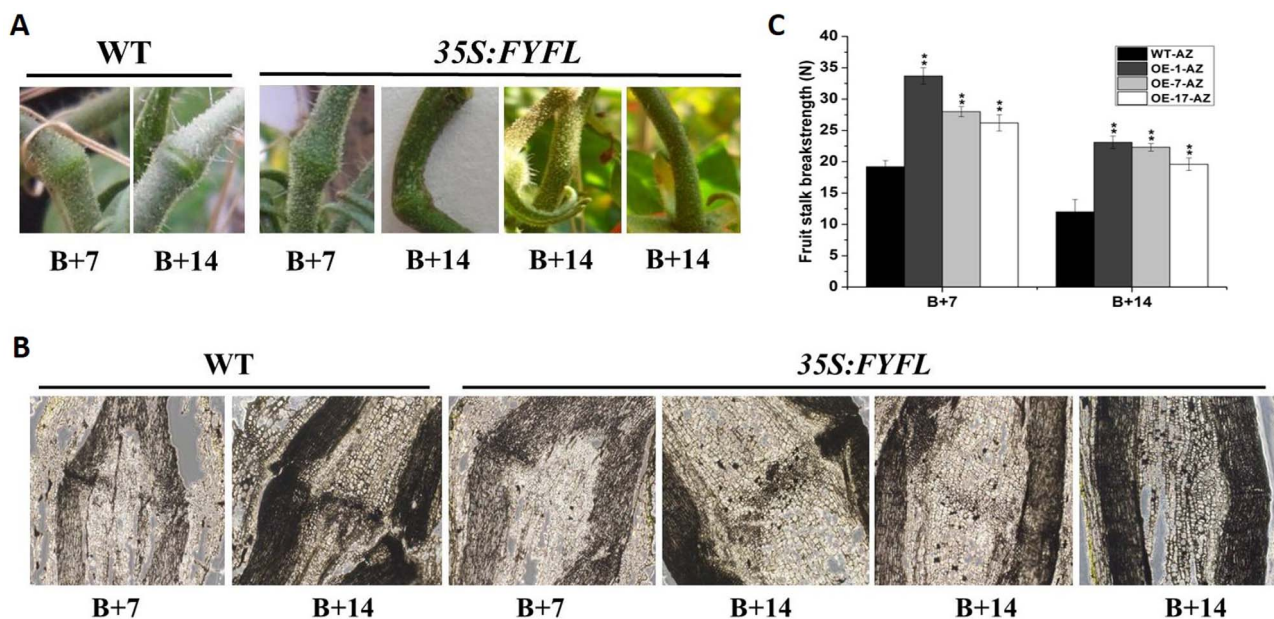 A
WT
35S:FYFL
B+7
B+14
B+7
B+14
B+14
B+14
C
Fruit stalk breakstrength (N)
40
35
30
25
20
15
10
5
0
**
**
**
**
**
**
WT-AZ
OE-1-AZ
OE-7-AZ
OE-17-AZ
B+7
B+14
B
WT
35S:FYFL
B+7
B+14
B+7
B+14
B+14
B+14